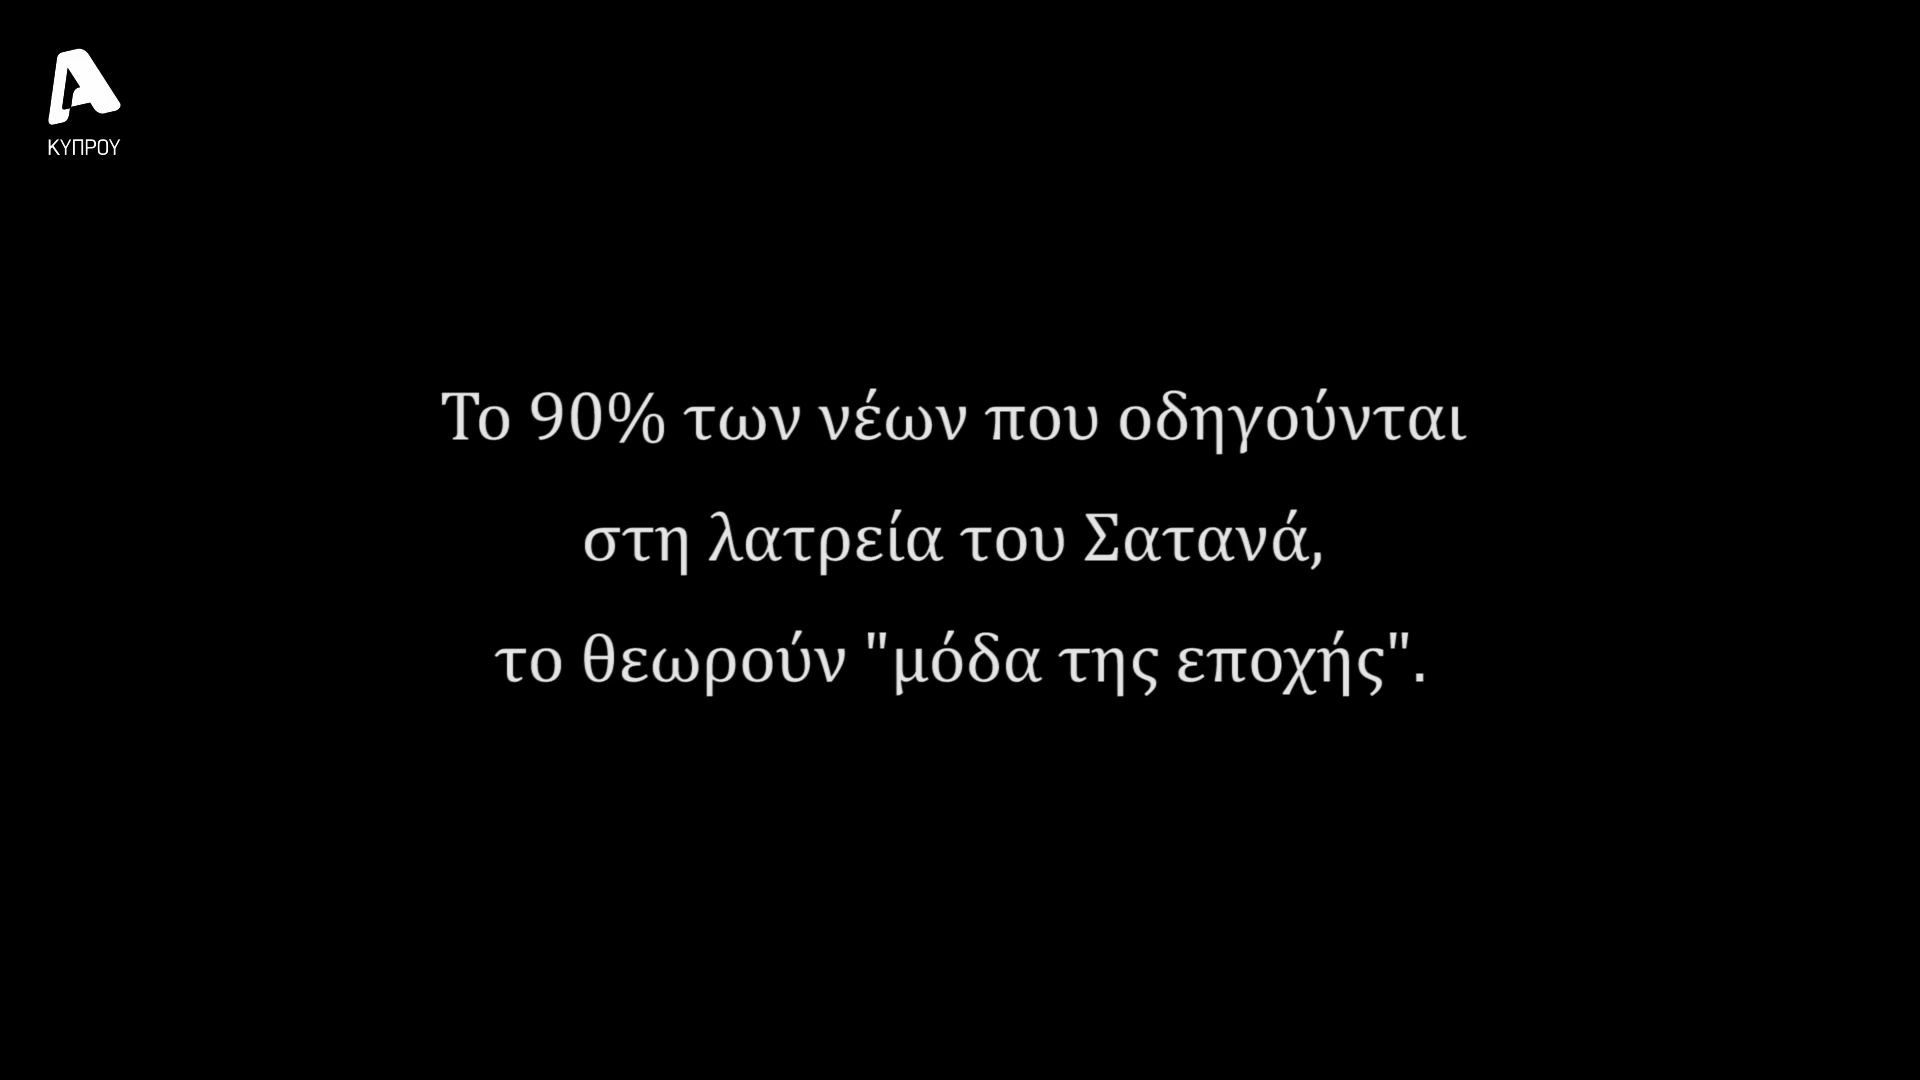 ΚΥΠΡΟΥ
Το 90% των νέων που οδηγούνται
στη λατρεία του Σατανά,
το θεωρούν "μόδα της εποχής".